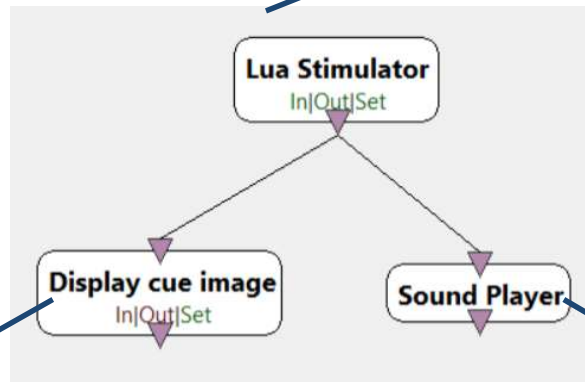 Lua Stimulator
In|Out|Set
Display cue image
In|Out|Set
Sound Player